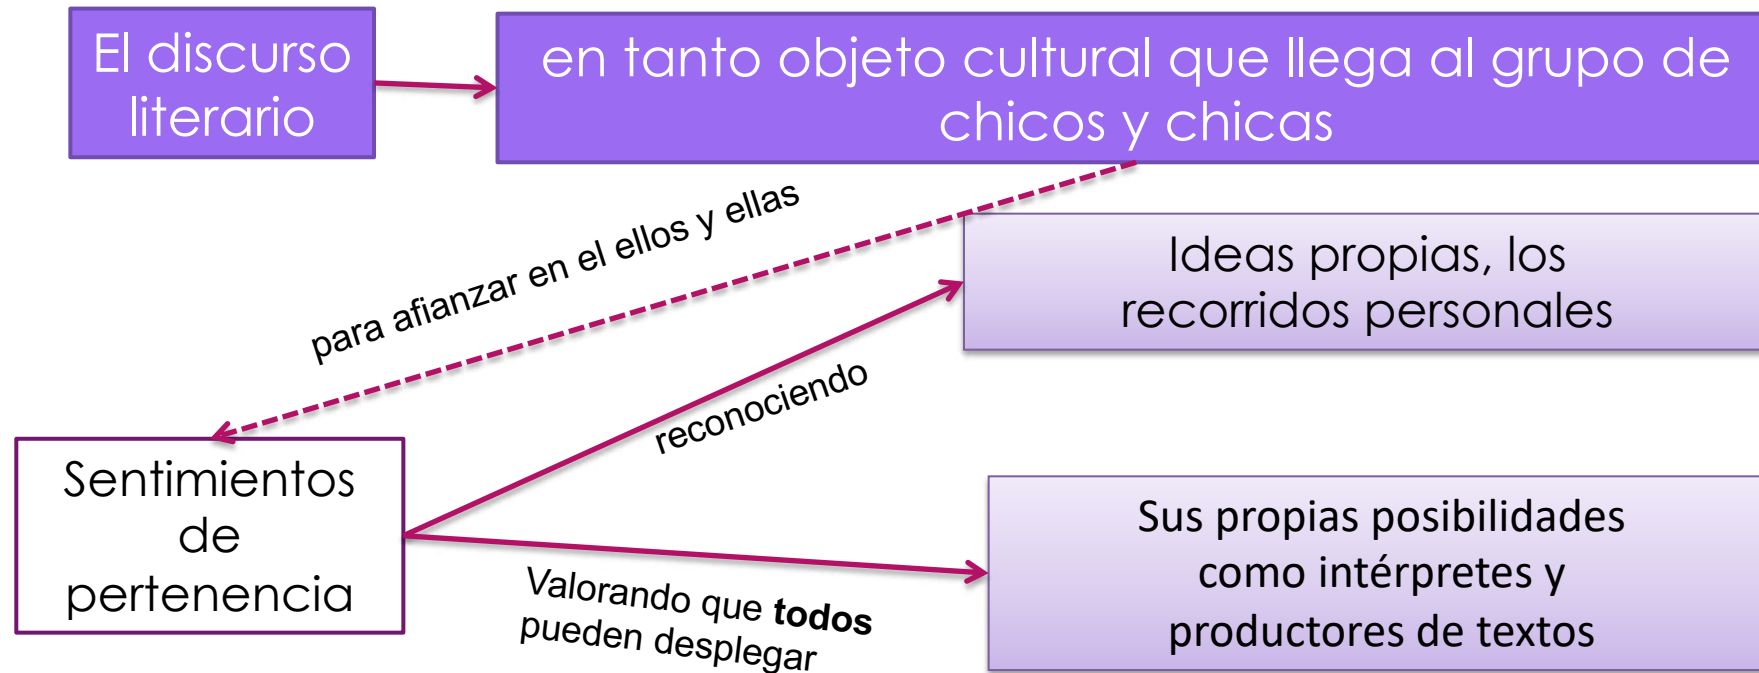 El discurso
literario
en tanto objeto cultural que llega al grupo de
chicos y chicas
para afianzar en el ellos y ellas
Ideas propias, los
recorridos personales
reconociendo
Sentimientos
de
pertenencia
Valorando que todos
pueden desplegar
Sus propias posibilidades
como intérpretes y
productores de textos